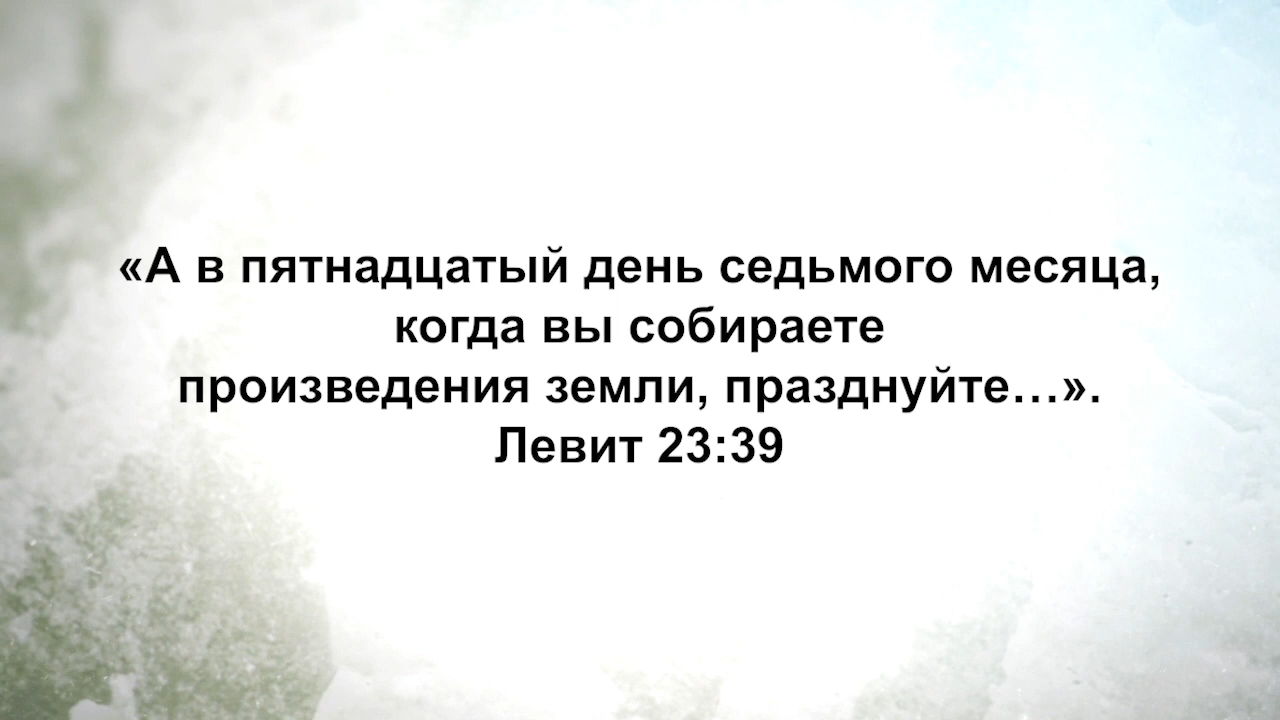 «А в пятнадцатый день седьмого месяца,
когда вы собираете
произведения земли, празднуйте…».
Левит 23:39